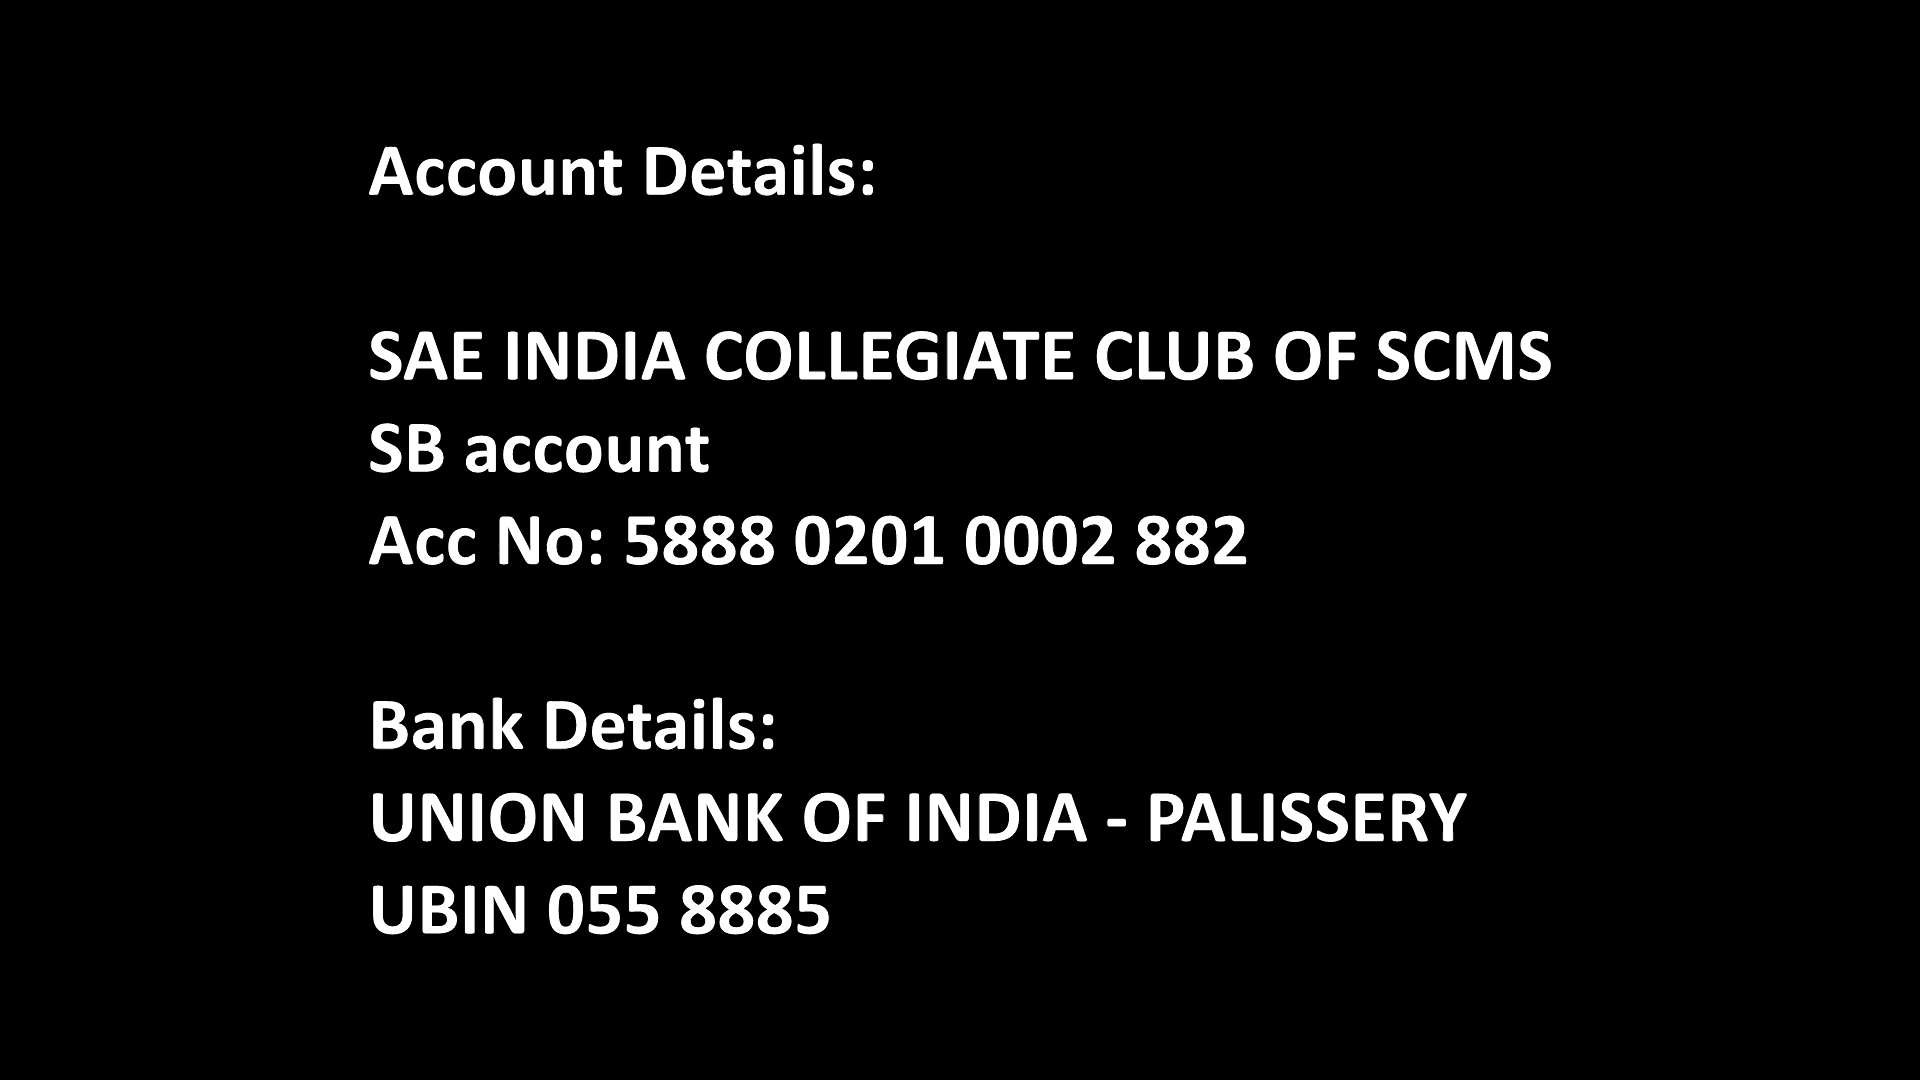 Account Details:
SAE INDIA COLLEGIATE CLUB OF SCMS
SB account
Acc No: 5888 0201 0002 882
Bank Details:
UNION BANK OF INDIA - PALISSERY
UBIN 055 8885